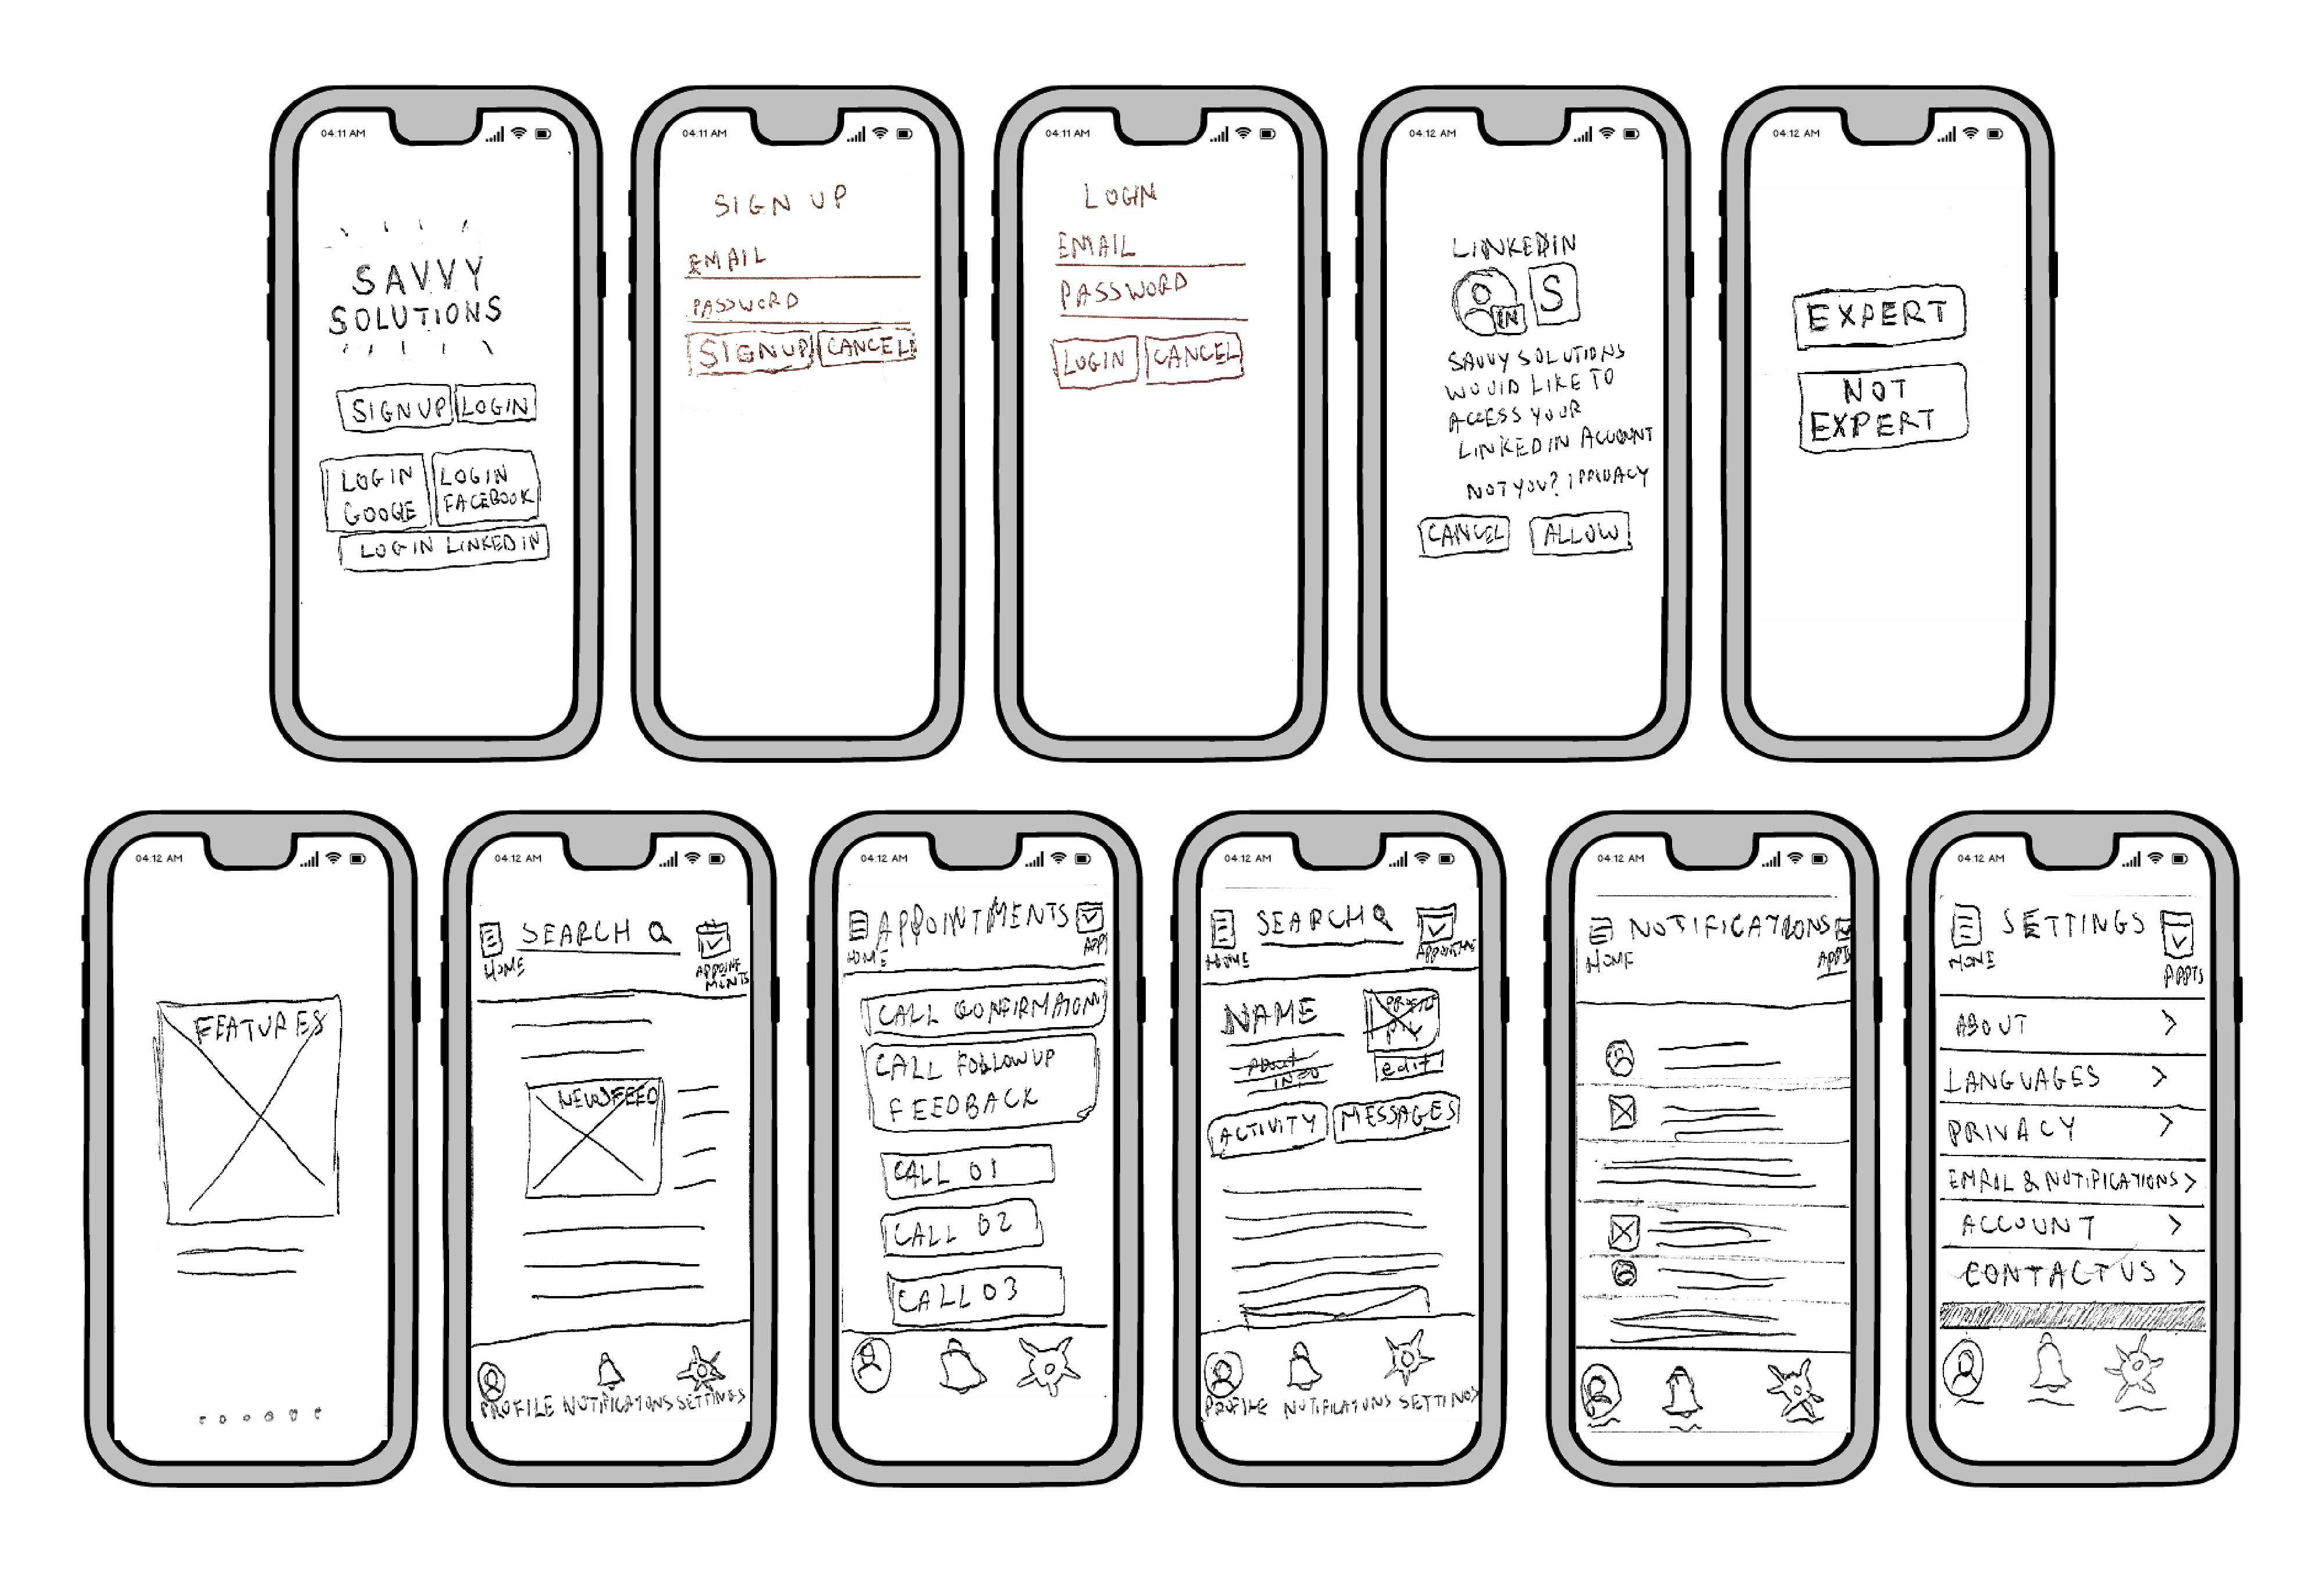 04:11 AM
SAVVY
SOLUTIONS
SIGN UP
LOGIN
LOGIN
GOOGLE
LOGIN
FACEBOOK
LOGIN LINKEDIN
04:11 AM
SIGN UP
EMAIL
PASSWORD
SIGNUP
CANCEL
04:11 AM
LOGIN
EMAIL
PASSWORD
LOGIN
CANCEL
04:12 AM
LINKEDIN
IN
S
SAVVY SOLUTIONS
WOULD LIKE TO
ACCESS YOUR
LINKEDIN ACCOUNT
NOT YOU? | PRIVACY
CANCEL
ALLOW
04:12 AM
EXPERT
NOT
EXPERT
04:12 AM
FEATURES
04:12 AM
SEARCH
HOME
APPOINT
MENTS
NEWSFEED
PROFILE NOTIFICATIONS SETTINGS
04:12 AM
APPOINTMENTS
HOME
CALL CONFIRMATION
CALL FOLLOW UP
FEEDBACK
CALL 01
CALL 02
CALL 03
04:12 AM
SEARCH
HOME
NAME
ABOUT
INFO
edit
ACTIVITY
MESSAGES
PROFILE NOTIFICATIONS SETTINGS
04:12 AM
NOTIFICATIONS
HOME
APPTS
04:12 AM
SETTINGS
HOME
APPTS
ABOUT >
LANGUAGES >
PRIVACY >
EMAIL & NOTIFICATIONS >
ACCOUNT >
CONTACT US >